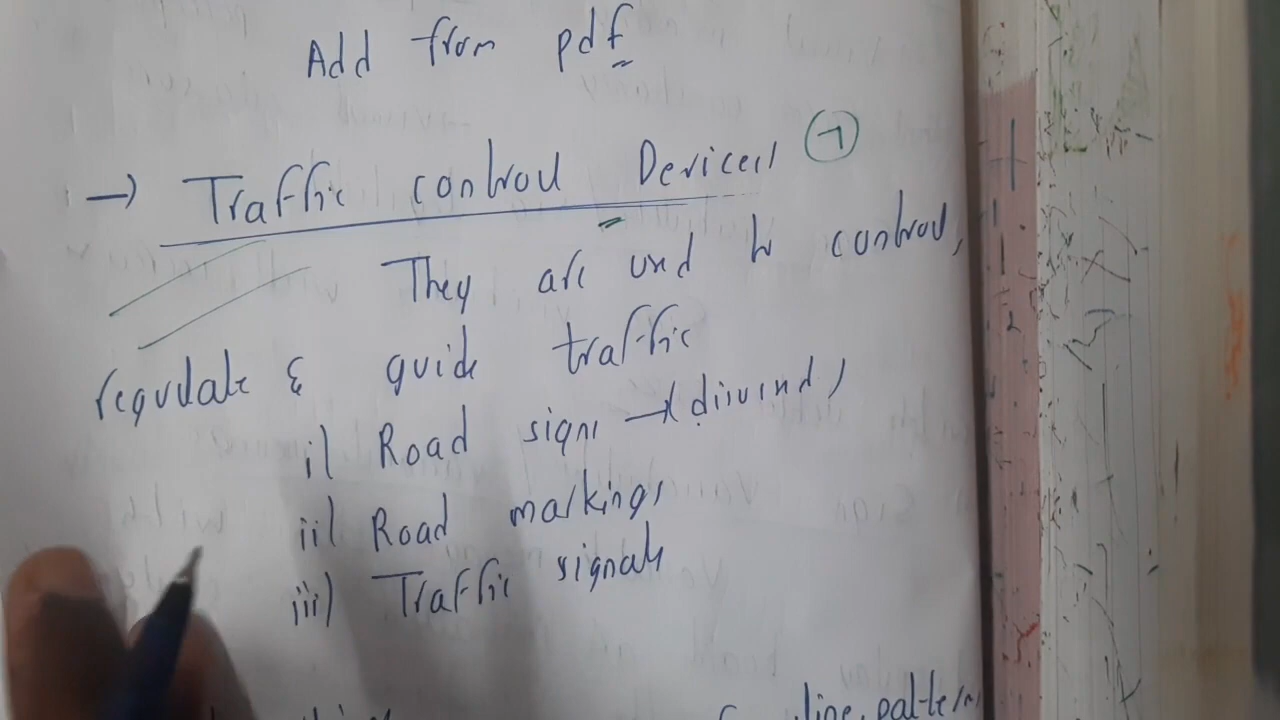 Add from pdf
→ Traffic control Devices 7
They are used to control,
regulate & guide traffic
i) Road signs → (discussed)
ii) Road markings
iii) Traffic signals
line, pattern